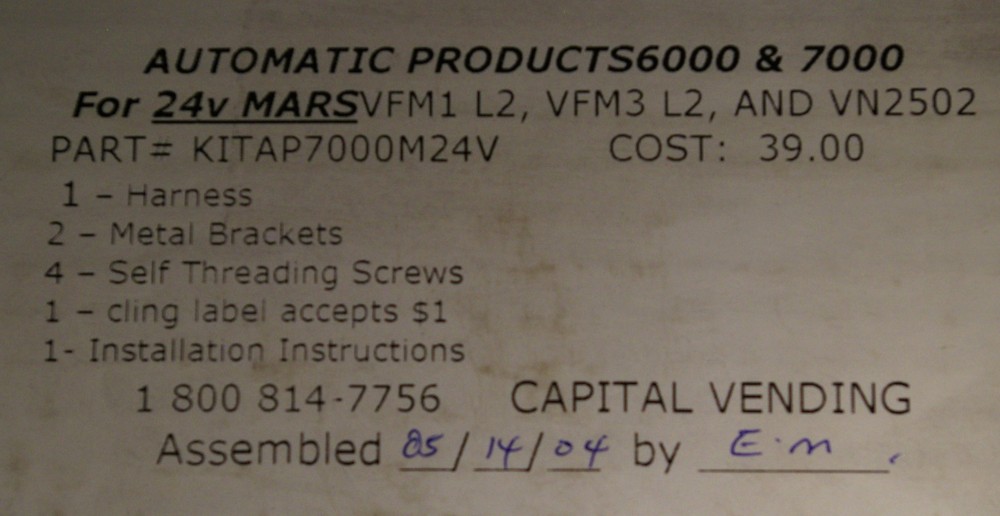 AUTOMATIC PRODUCTS6000 & 7000
For 24v MARSVFM1 L2, VFM3 L2, AND VN2502
PART# KITAP7000M24V COST: 39.00
1 – Harness
2 – Metal Brackets
4 – Self Threading Screws
1 – cling label accepts $1
1- Installation Instructions
1 800 814-7756 CAPITAL VENDING
Assembled 05/14/04 by E.m.